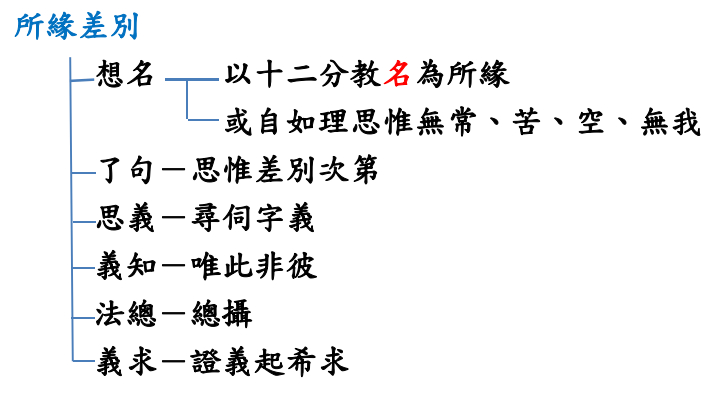 所緣差別
想名 以十二分教名為所緣
或自如理思惟無常、苦、空、無我
了句－思惟差別次第
思義－尋伺字義
義知－唯此非彼
法總－總攝
義求－證義起希求